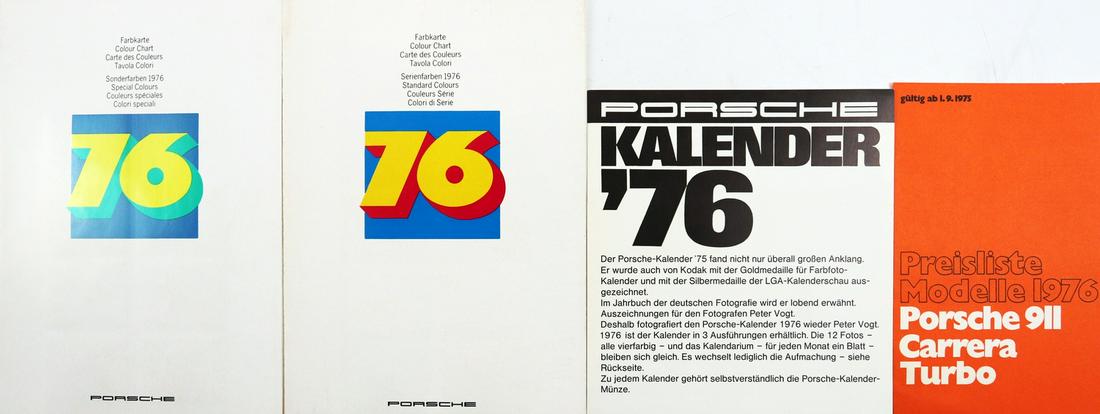 Farbkarte
Colour Chart
Carte des Couleurs
Tavola Colori
Sonderfarben 1976
Special Colours
Couleurs spéciales
Colori speciali
76
PORSCHE
Farbkarte
Colour Chart
Carte des Couleurs
Tavola Colori
Serienfarben 1976
Standard Colours
Couleurs Série
Colori di Serie
76
PORSCHE
PORSCHE
KALENDER
'76
Der Porsche-Kalender '75 fand nicht nur überall großen Anklang.
Er wurde auch von Kodak mit der Goldmedaille für Farbfoto-
Kalender und mit der Silbermedaille der LGA-Kalenderschau aus-
gezeichnet.
Im Jahrbuch der deutschen Fotografie wird er lobend erwähnt.
Auszeichnungen für den Fotografen Peter Vogt.
Deshalb fotografiert den Porsche-Kalender 1976 wieder Peter Vogt.
1976 ist der Kalender in 3 Ausführungen erhältlich. Die 12 Fotos –
alle vierfarbig – und das Kalendarium – für jeden Monat ein Blatt –
bleiben sich gleich. Es wechselt lediglich die Aufmachung – siehe
Rückseite.
Zu jedem Kalender gehört selbstverständlich die Porsche-Kalender-
Münze.
gültig ab 1.9.1975
Preisliste
Modelle 1976
Porsche 911
Carrera
Turbo